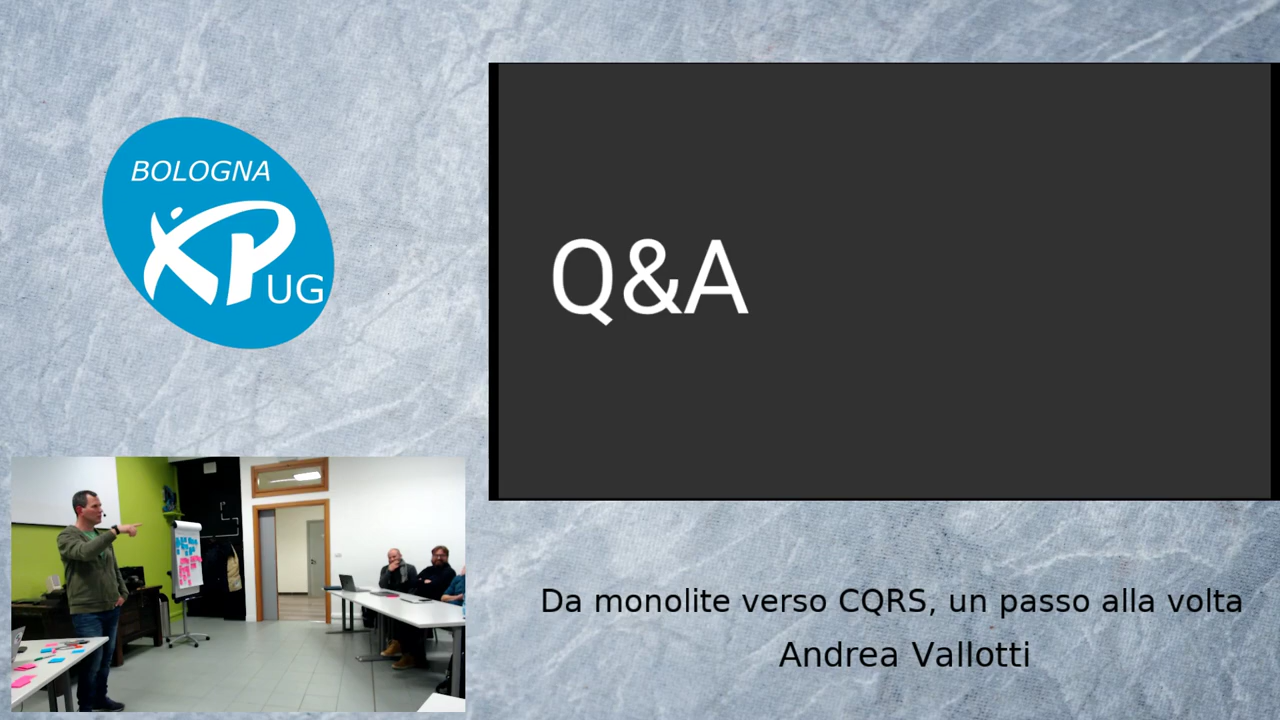 BOLOGNA
XP
UG
Q&A
Da monolite verso CQRS, un passo alla volta
Andrea Vallotti